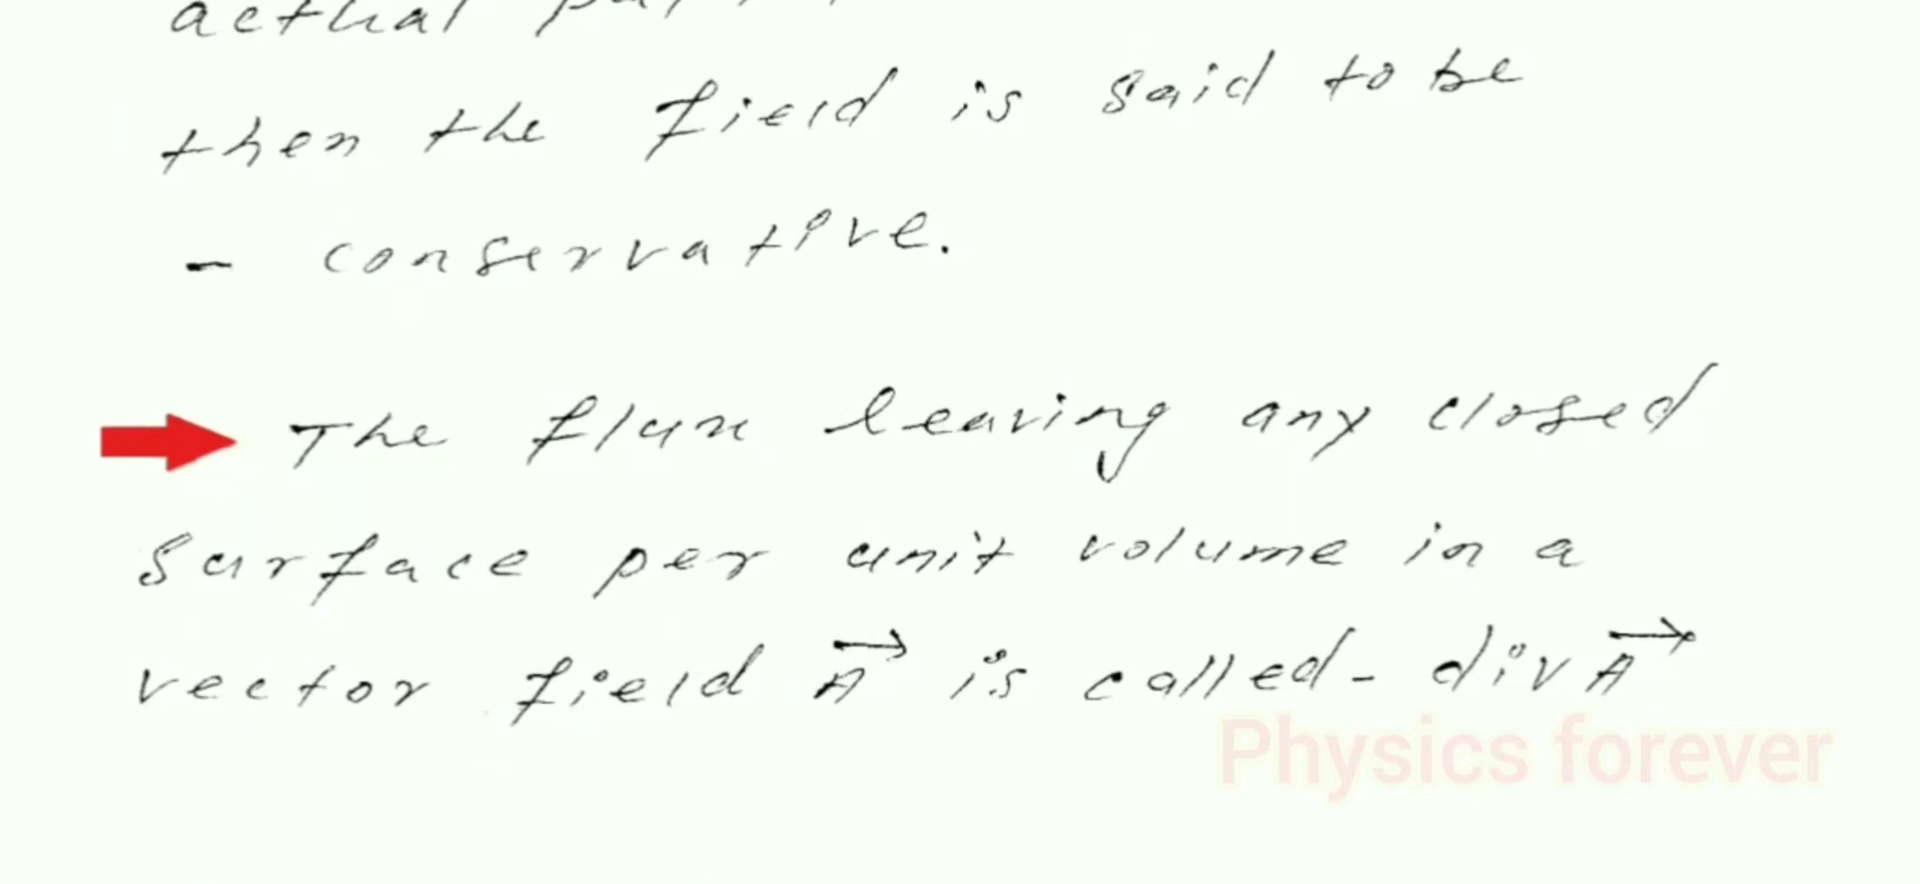 actual
then the field is said to be
- conservative.
The flux leaving any closed
surface per unit volume in a
vector field A⃗ is called - div A⃗
Physics forever